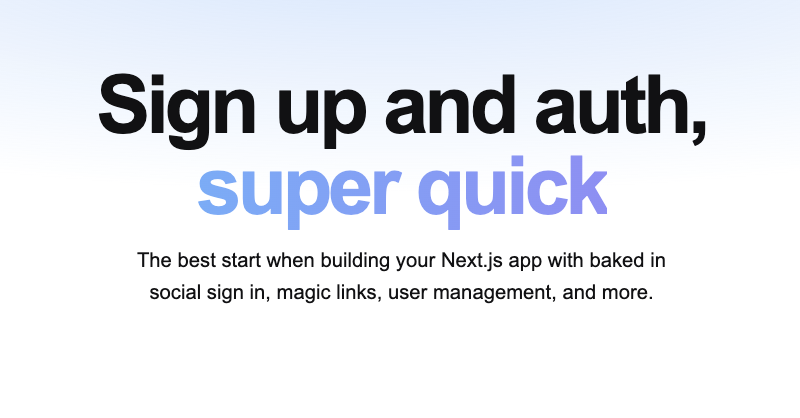 Sign up and auth,
super quick
The best start when building your Next.js app with baked in
social sign in, magic links, user management, and more.